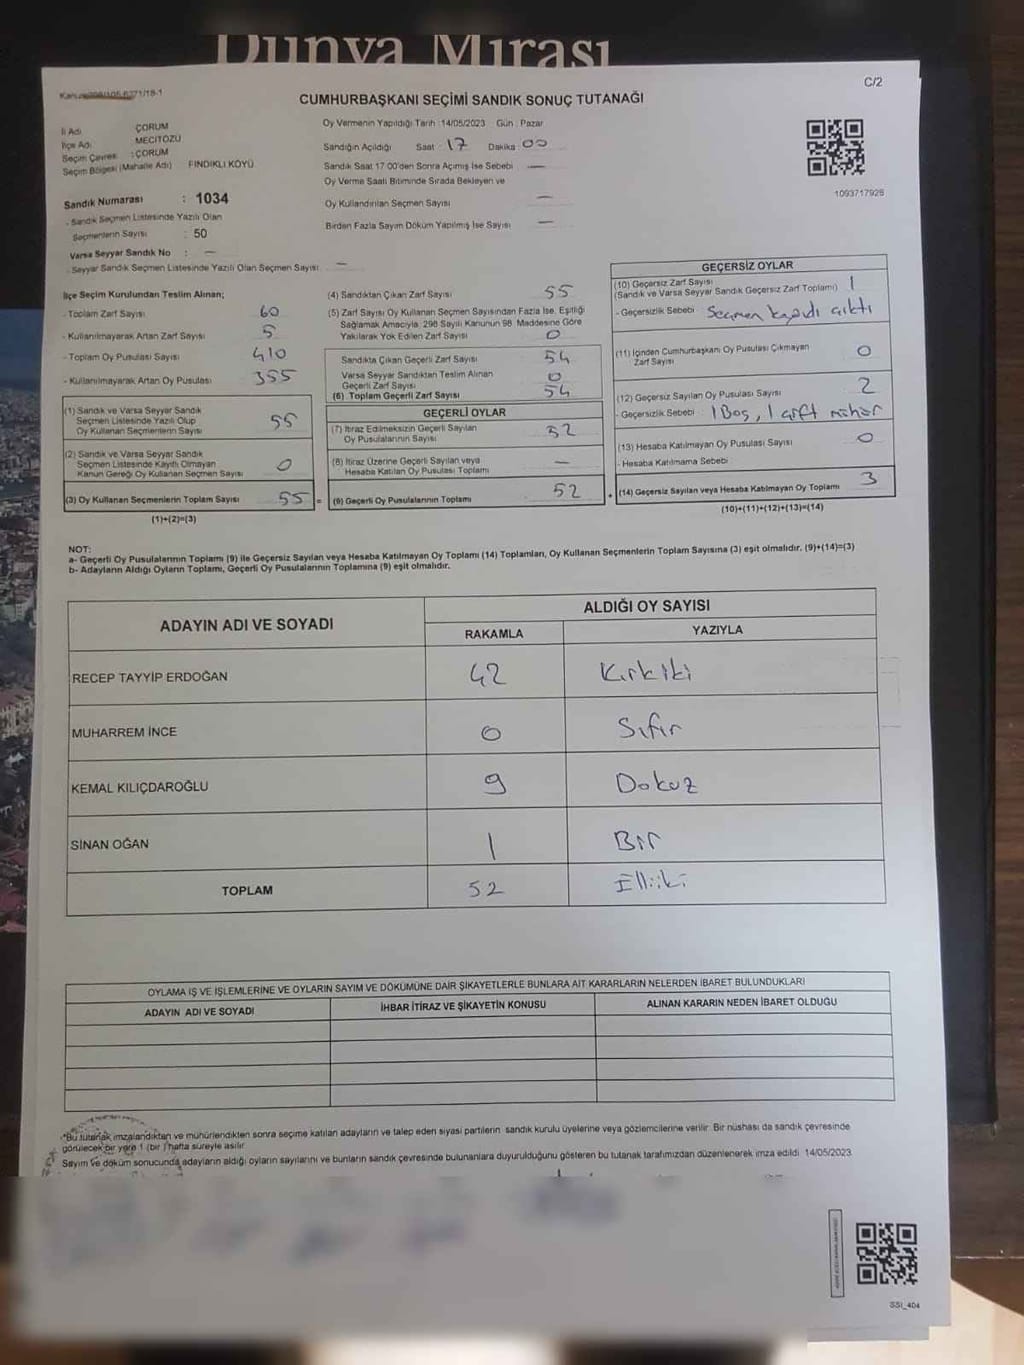 Dünya Mirası
C/2
CUMHURBAŞKANI SEÇİMİ SANDIK SONUÇ TUTANAĞI
İl Adı ÇORUM
İlçe Adı MECİTÖZÜ
Seçim Çevresi : ÇORUM
Seçim Bölgesi (Mahalle Adı) FINDIKLI KÖYÜ
Sandık Numarası : 1034
- Sandık Seçmen Listesinde Yazılı Olan
Seçmenlerin Sayısı : 50
Varsa Seyyar Sandık No : —
- Seyyar Sandık Seçmen Listesinde Yazılı Olan Seçmen Sayısı : —
Oy Vermenin Yapıldığı Tarih :14/05/2023 Gün : Pazar
Sandığın Açıldığı Saat : 17 Dakika : 00
Sandık Saat 17:00'den Sonra Açılmış İse Sebebi —
Oy Verme Saati Bitiminde Sırada Bekleyen ve
Oy Kullandırılan Seçmen Sayısı —
Birden Fazla Sayım Döküm Yapılmış İse Sayısı —
1093717928
İlçe Seçim Kurulundan Teslim Alınan;
- Toplam Zarf Sayısı 60
- Kullanılmayarak Artan Zarf Sayısı 5
- Toplam Oy Pusulası Sayısı 410
- Kullanılmayarak Artan Oy Pusulası 355
(1) Sandık ve Varsa Seyyar Sandık
Seçmen Listesinde Yazılı Olup
Oy Kullanan Seçmenlerin Sayısı 55
(2) Sandık ve Varsa Seyyar Sandık
Seçmen Listesinde Kayıtlı Olmayan
Kanun Gereği Oy Kullanan Seçmen Sayısı 0
(3) Oy Kullanan Seçmenlerin Toplam Sayısı 55 =
(1)+(2)=(3)
(4) Sandıktan Çıkan Zarf Sayısı 55
(5) Zarf Sayısı Oy Kullanan Seçmen Sayısından Fazla İse, Eşitliği
Sağlamak Amacıyla, 298 Sayılı Kanunun 98. Maddesine Göre
Yakılarak Yok Edilen Zarf Sayısı 0
Sandıkta Çıkan Geçerli Zarf Sayısı 54
Varsa Seyyar Sandıktan Teslim Alınan
Geçerli Zarf Sayısı 0
(6) Toplam Geçerli Zarf Sayısı 54
GEÇERLİ OYLAR
(7) İtiraz Edilmeksizin Geçerli Sayılan
Oy Pusulalarının Sayısı 52
(8) İtiraz Üzerine Geçerli Sayılan veya
Hesaba Katılan Oy Pusulası Toplamı —
(9) Geçerli Oy Pusulalarının Toplamı 52 +
GEÇERSİZ OYLAR
(10) Geçersiz Zarf Sayısı 1
(Sandık ve Varsa Seyyar Sandık Geçersiz Zarf Toplamı)
- Geçersizlik Sebebi : Seçmen kaydı çıktı
(11) İçinden Cumhurbaşkanı Oy Pusulası Çıkmayan
Zarf Sayısı 0
(12) Geçersiz Sayılan Oy Pusulası Sayısı 2
- Geçersizlik Sebebi : 1 Boş, 1 çift mühür
(13) Hesaba Katılmayan Oy Pusulası Sayısı 0
- Hesaba Katılmama Sebebi
(14) Geçersiz Sayılan veya Hesaba Katılmayan Oy Toplamı 3
(10)+(11)+(12)+(13)=(14)
NOT:
a- Geçerli Oy Pusulalarının Toplamı (9) ile Geçersiz Sayılan veya Hesaba Katılmayan Oy Toplamı (14) Toplamları, Oy Kullanan Seçmenlerin Toplam Sayısına (3) eşit olmalıdır. (9)+(14)=(3)
b- Adayların Aldığı Oyların Toplamı, Geçerli Oy Pusulalarının Toplamına (9) eşit olmalıdır.
ADAYIN ADI VE SOYADI
ALDIĞI OY SAYISI
RAKAMLA YAZIYLA
RECEP TAYYİP ERDOĞAN 42 Kırkiki
MUHARREM İNCE 0 Sıfır
KEMAL KILIÇDAROĞLU 9 Dokuz
SİNAN OĞAN 1 Bir
TOPLAM 52 Elliiki
OYLAMA İŞ VE İŞLEMLERİNE VE OYLARIN SAYIM VE DÖKÜMÜNE DAİR ŞİKAYETLERLE BUNLARA AİT KARARLARIN NELERDEN İBARET BULUNDUKLARI
ADAYIN ADI VE SOYADI İHBAR İTİRAZ VE ŞİKAYETİN KONUSU ALINAN KARARIN NEDEN İBARET OLDUĞU
*Bu tutanak imzalandıktan ve mühürlendikten sonra seçime katılan adayların ve talep eden siyasi partilerin sandık kurulu üyelerine veya gözlemcilerine verilir. Bir nüshası da sandık çevresinde
görülecek bir yere 1 (bir) hafta süreyle asılır.
Sayım ve döküm sonucunda adayların aldığı oyların sayılarını ve bunların sandık çevresinde bulunanlara duyurulduğunu gösteren bu tutanak tarafımızdan düzenlenerek imza edildi. 14/05/2023
SSI_404